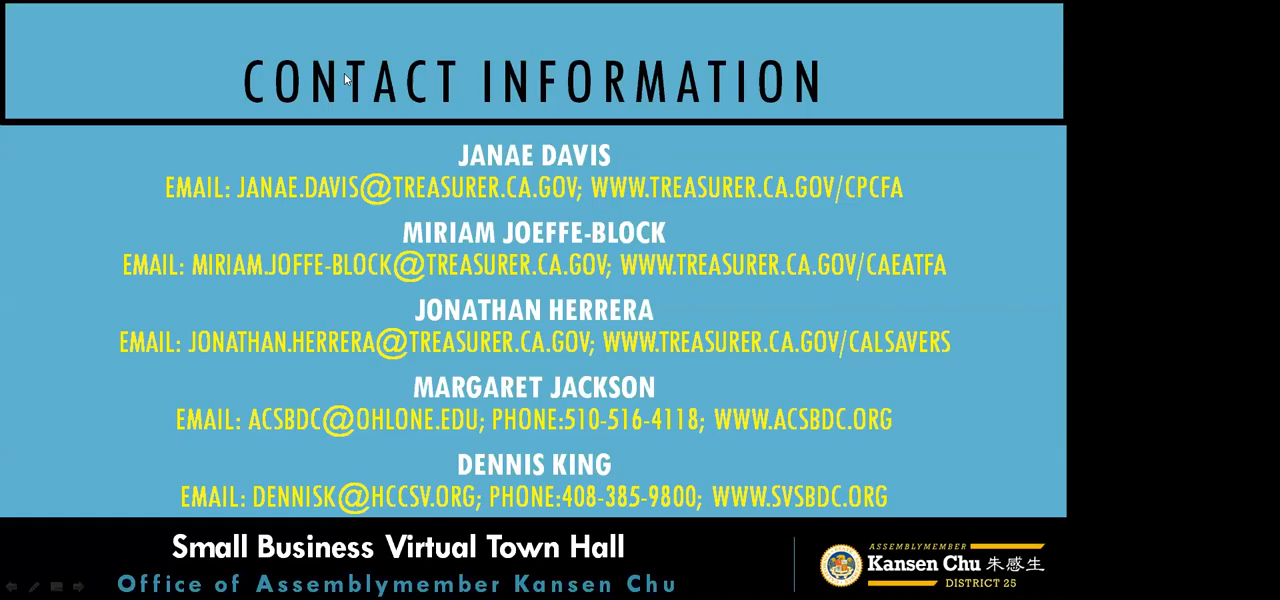 CONTACT INFORMATION
JANAE DAVIS
EMAIL: JANAE.DAVIS@TREASURER.CA.GOV; WWW.TREASURER.CA.GOV/CPCFA
MIRIAM JOEFFE-BLOCK
EMAIL: MIRIAM.JOFFE-BLOCK@TREASURER.CA.GOV; WWW.TREASURER.CA.GOV/CAEATFA
JONATHAN HERRERA
EMAIL: JONATHAN.HERRERA@TREASURER.CA.GOV; WWW.TREASURER.CA.GOV/CALSAVERS
MARGARET JACKSON
EMAIL: ACSBDC@OHLONE.EDU; PHONE:510-516-4118; WWW.ACSBDC.ORG
DENNIS KING
EMAIL: DENNISK@HCCSV.ORG; PHONE:408-385-9800; WWW.SVSBDC.ORG
Small Business Virtual Town Hall
Office of Assemblymember Kansen Chu
ASSEMBLYMEMBER
Kansen Chu 朱感生
DISTRICT 25